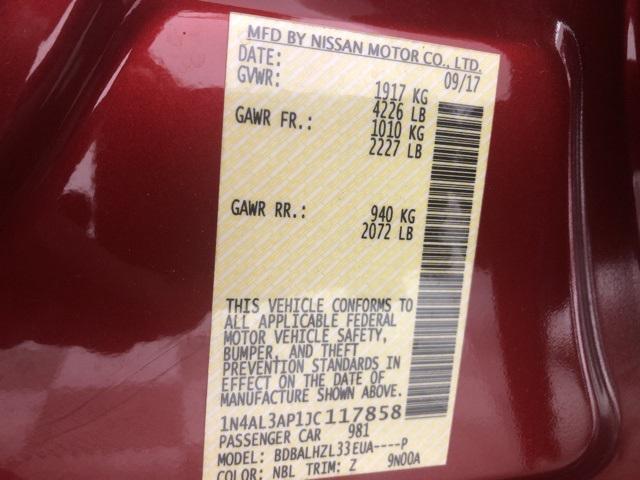 MFD BY NISSAN MOTOR CO., LTD.
DATE: 09/17
GVWR: 1917 KG
4226 LB
GAWR FR.: 1010 KG
2227 LB
GAWR RR.: 940 KG
2072 LB
THIS VEHICLE CONFORMS TO
ALL APPLICABLE FEDERAL
MOTOR VEHICLE SAFETY,
BUMPER, AND THEFT
PREVENTION STANDARDS IN
EFFECT ON THE DATE OF
MANUFACTURE SHOWN ABOVE.
1N4AL3AP1JC117858
PASSENGER CAR 981
MODEL: BDBALHZL33EUA----P
COLOR: NBL TRIM: Z 9N00A